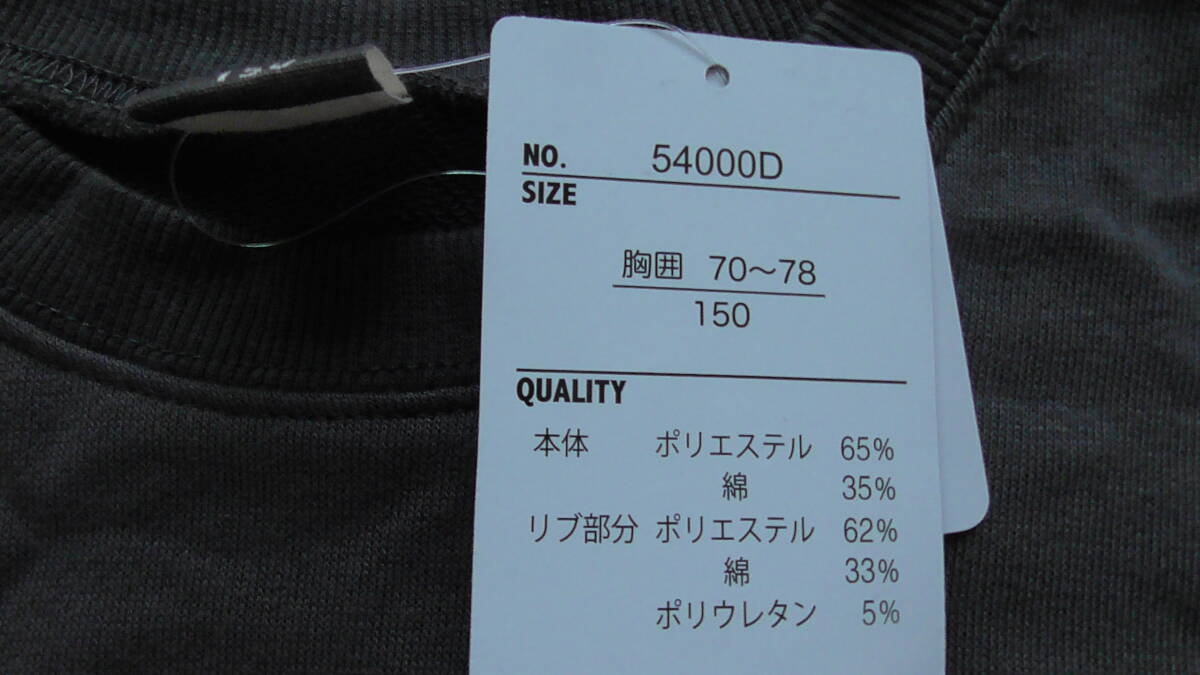 NO. 54000D
SIZE
胸囲 70～78
150
QUALITY
本体 ポリエステル 65%
綿 35%
リブ部分 ポリエステル 62%
綿 33%
ポリウレタン 5%